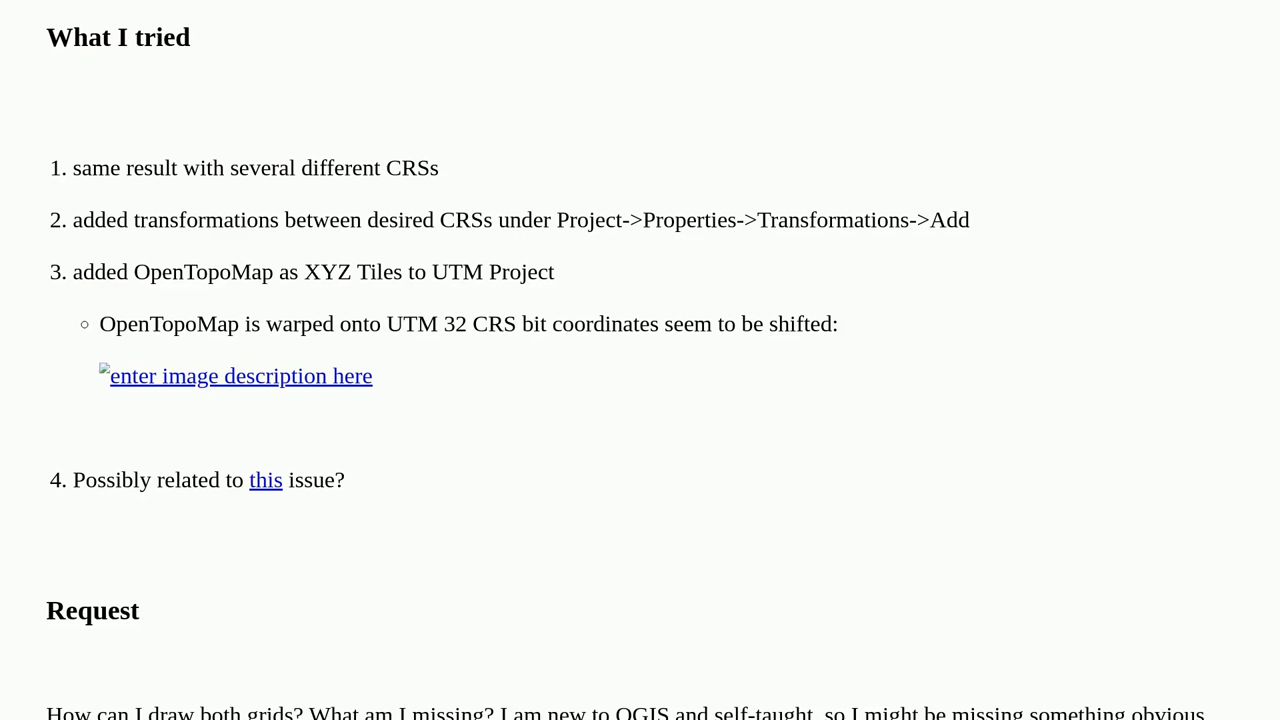 What I tried
1. same result with several different CRSs
2. added transformations between desired CRSs under Project->Properties->Transformations->Add
3. added OpenTopoMap as XYZ Tiles to UTM Project
OpenTopoMap is warped onto UTM 32 CRS bit coordinates seem to be shifted:
enter image description here
4. Possibly related to this issue?
Request
How can I draw both grids? What am I missing? I am new to QGIS and self-taught, so I might be missing something obvious